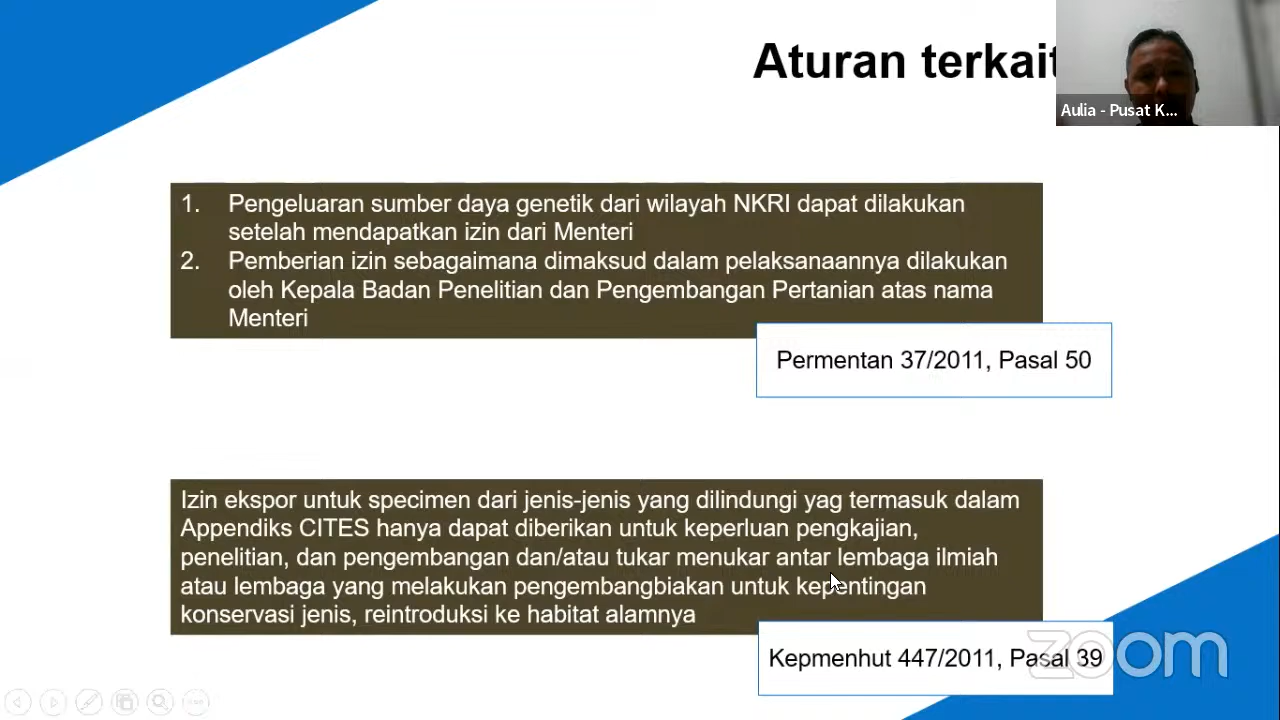 Aturan terkait
Aulia - Pusat K...
1. Pengeluaran sumber daya genetik dari wilayah NKRI dapat dilakukan
setelah mendapatkan izin dari Menteri
2. Pemberian izin sebagaimana dimaksud dalam pelaksanaannya dilakukan
oleh Kepala Badan Penelitian dan Pengembangan Pertanian atas nama
Menteri
Permentan 37/2011, Pasal 50
Izin ekspor untuk specimen dari jenis-jenis yang dilindungi yag termasuk dalam
Appendiks CITES hanya dapat diberikan untuk keperluan pengkajian,
penelitian, dan pengembangan dan/atau tukar menukar antar lembaga ilmiah
atau lembaga yang melakukan pengembangbiakan untuk kepentingan
konservasi jenis, reintroduksi ke habitat alamnya
Kepmenhut 447/2011, Pasal 39
zoom